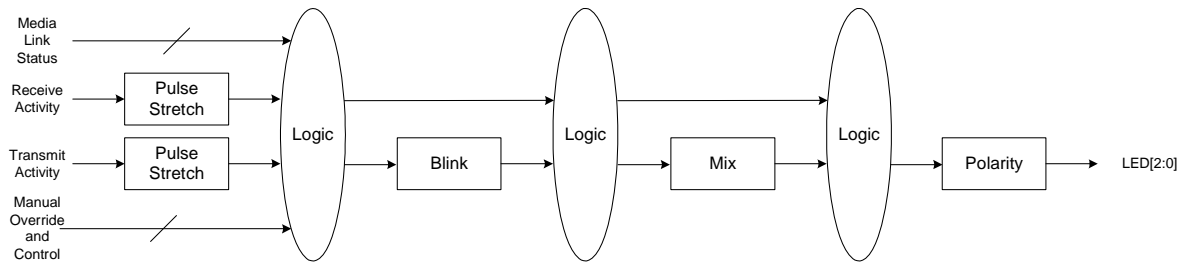 Media
Link
Status
Receive
Activity
Pulse
Stretch
Transmit
Activity
Pulse
Stretch
Manual
Override
and
Control
Logic
Blink
Logic
Mix
Logic
Polarity
LED[2:0]